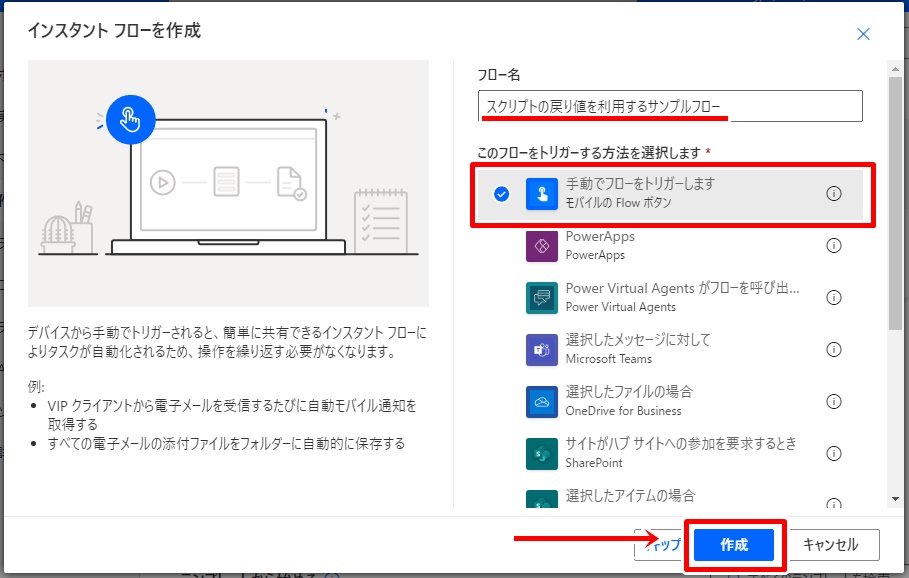 インスタント フローを作成
デバイスから手動でトリガーされると、簡単に共有できるインスタント フローに
よりタスクが自動化されるため、操作を繰り返す必要がなくなります。
例:
• VIP クライアントから電子メールを受信するたびに自動モバイル通知を
取得する
• すべての電子メールの添付ファイルをフォルダーに自動的に保存する
フロー名
スクリプトの戻り値を利用するサンプルフロー
このフローをトリガーする方法を選択します *
手動でフローをトリガーします
モバイルの Flow ボタン
PowerApps
PowerApps
Power Virtual Agents がフローを呼び出...
Power Virtual Agents
選択したメッセージに対して
Microsoft Teams
選択したファイルの場合
OneDrive for Business
サイトがハブ サイトへの参加を要求するとき
SharePoint
選択したアイテムの場合
作成
キャンセル